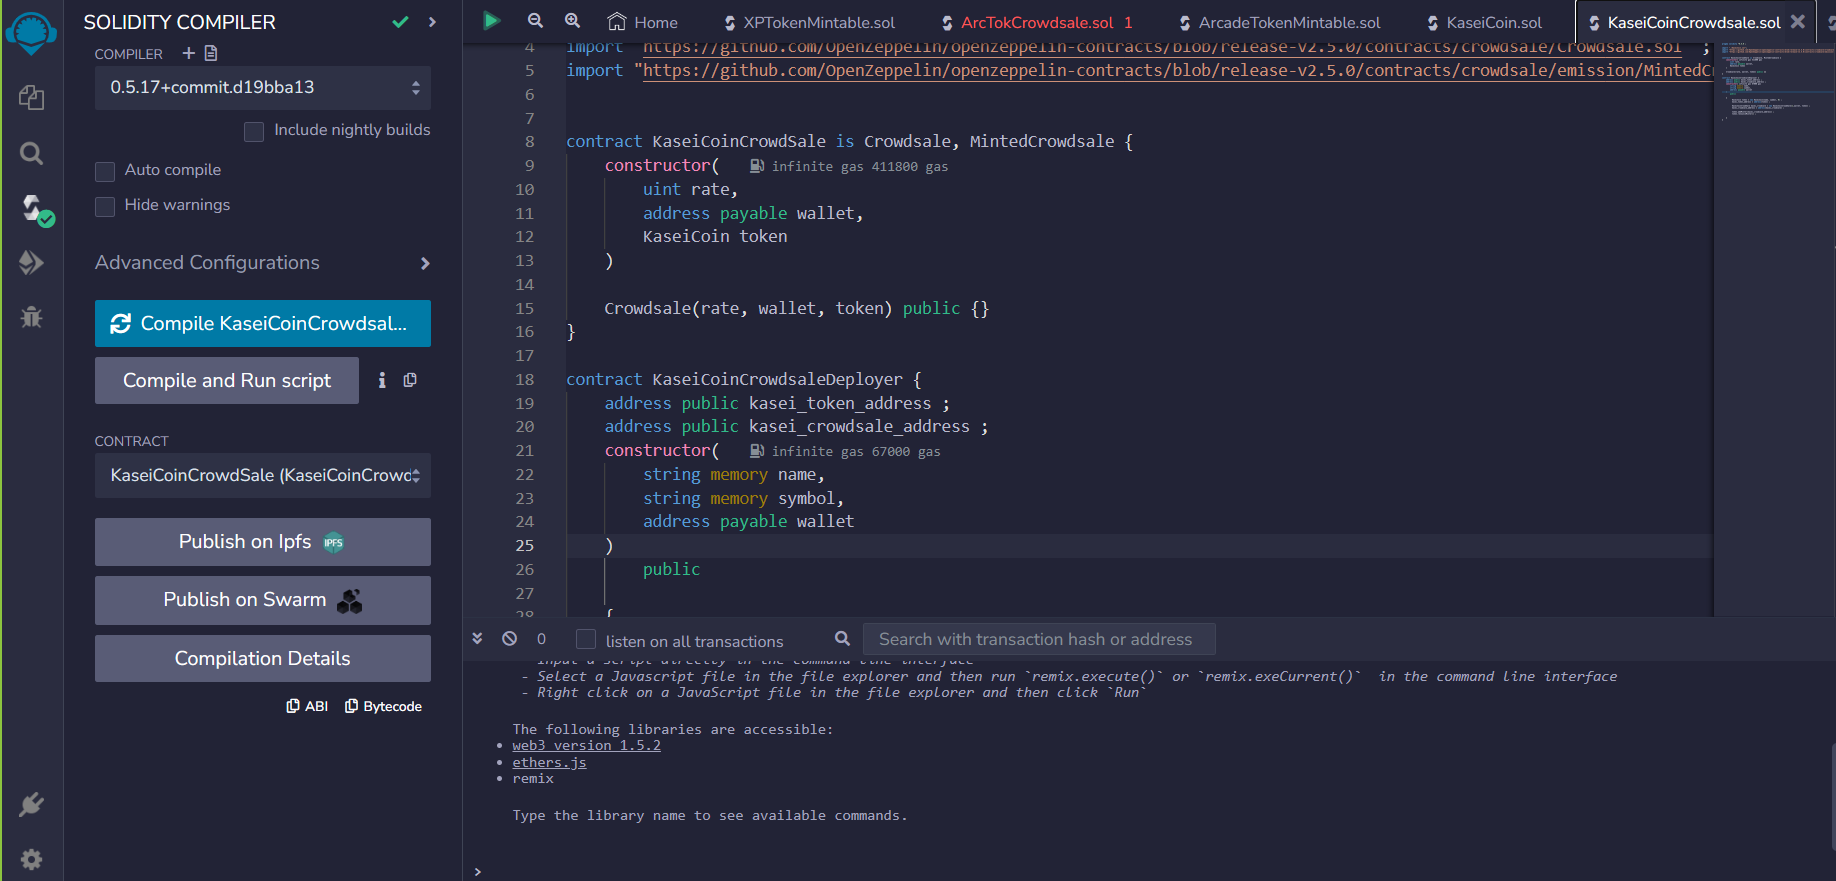 SOLIDITY COMPILER
COMPILER
0.5.17+commit.d19bba13
Include nightly builds
Auto compile
Hide warnings
Advanced Configurations
Compile KaseiCoinCrowdsal...
Compile and Run script
CONTRACT
KaseiCoinCrowdSale (KaseiCoinCrowd
Publish on Ipfs
IPFS
Publish on Swarm
Compilation Details
ABI
Bytecode
Home
XPTokenMintable.sol
ArcTokCrowdsale.sol 1
ArcadeTokenMintable.sol
KaseiCoin.sol
KaseiCoinCrowdsale.sol
4 import "https://github.com/OpenZeppelin/openzeppelin-contracts/blob/release-v2.5.0/contracts/crowdsale/Crowdsale.sol" ;
5 import "https://github.com/OpenZeppelin/openzeppelin-contracts/blob/release-v2.5.0/contracts/crowdsale/emission/MintedC
6
7
8 contract KaseiCoinCrowdSale is Crowdsale, MintedCrowdsale {
9 constructor( infinite gas 411800 gas
10 uint rate,
11 address payable wallet,
12 KaseiCoin token
13 )
14
15 Crowdsale(rate, wallet, token) public {}
16 }
17
18 contract KaseiCoinCrowdsaleDeployer {
19 address public kasei_token_address ;
20 address public kasei_crowdsale_address ;
21 constructor( infinite gas 67000 gas
22 string memory name,
23 string memory symbol,
24 address payable wallet
25 )
26 public
27
28 {
0
listen on all transactions
Search with transaction hash or address
- Input a script directly in the command line interface
- Select a Javascript file in the file explorer and then run `remix.execute()` or `remix.exeCurrent()` in the command line interface
- Right click on a JavaScript file in the file explorer and then click `Run`
The following libraries are accessible:
• web3 version 1.5.2
• ethers.js
• remix
Type the library name to see available commands.
>